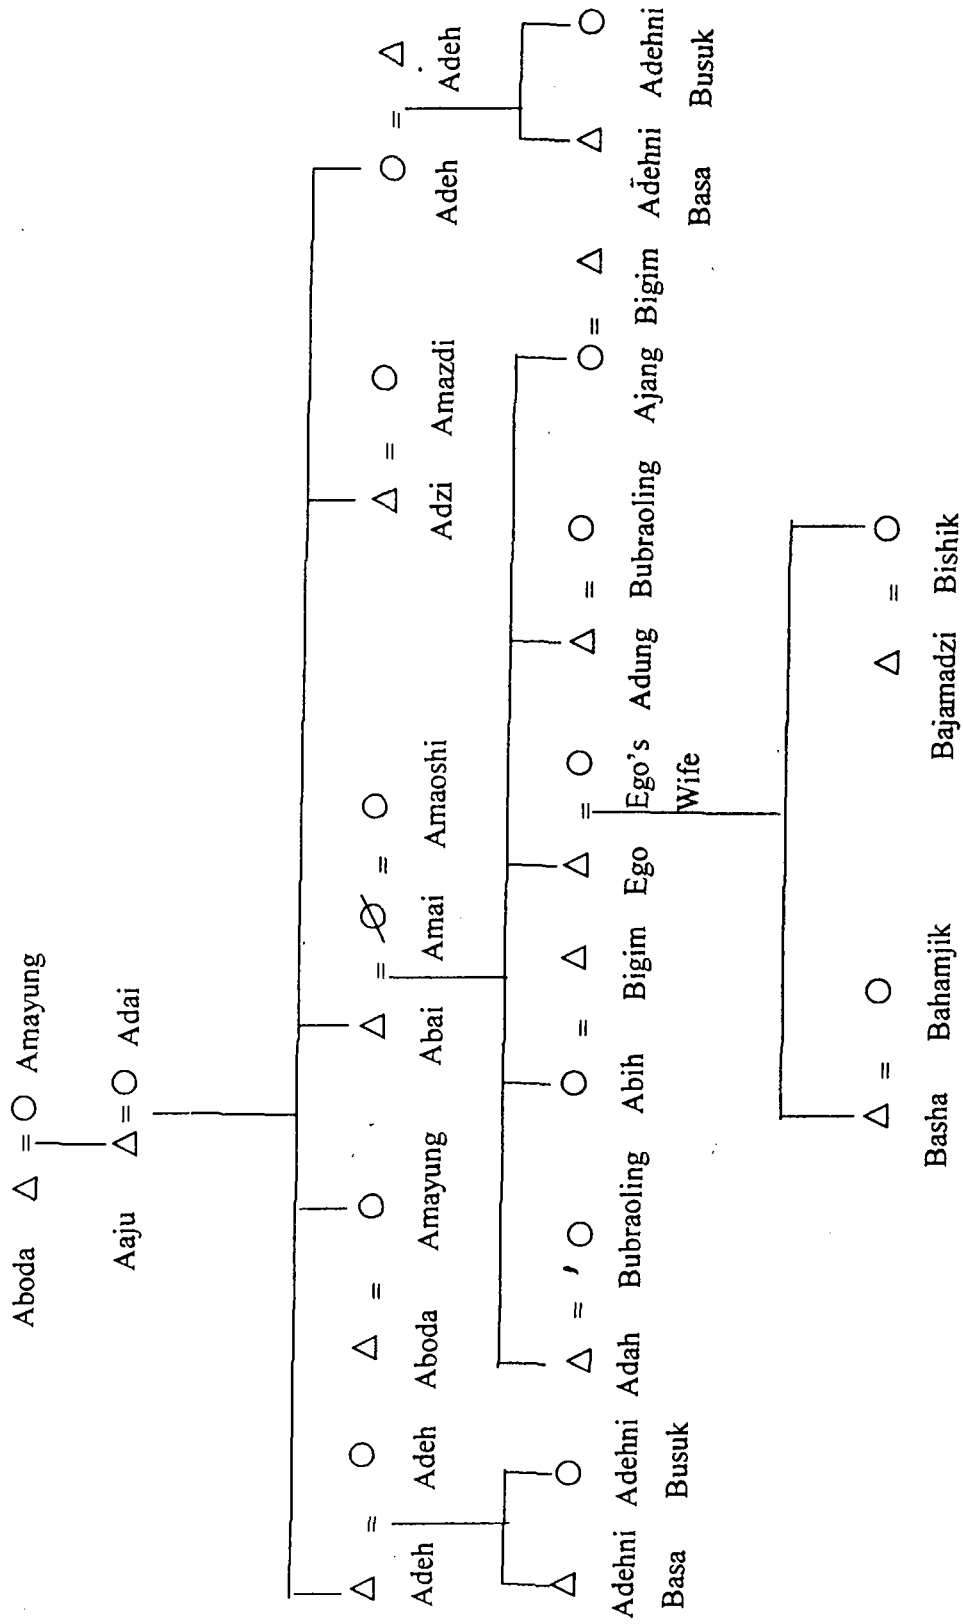 Aboda Amayung
Aaju Adai
Adeh Adeh Aboda Amayung Abai Amai Amaoshi Adzi Amazdi Adeh Adeh
Adehni Adehni Adah Bubraoling Abih Bigim Ego Ego's Adung Bubraoling Ajang Bigim Adehni Adehni
Basa Busuk Wife Basa Busuk
Basha Bahamjik Bajamadzi Bishik